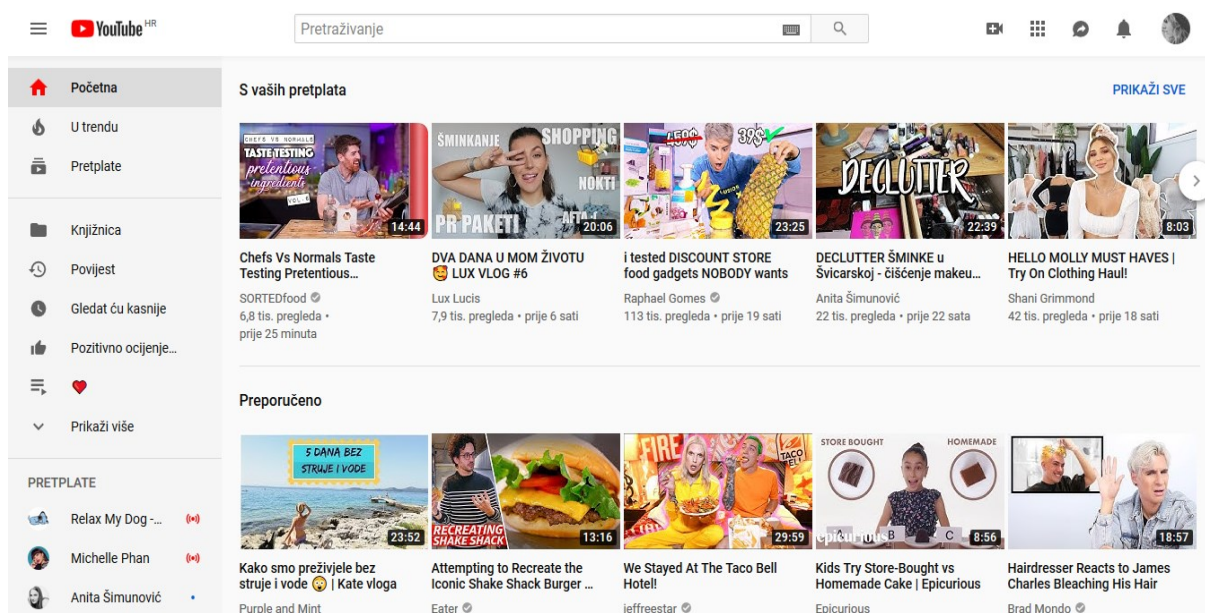 YouTube HR
Pretraživanje
Početna
U trendu
Pretplate
Knjižnica
Povijest
Gledat ću kasnije
Pozitivno ocijenje...
Prikaži više
PRETPLATE
Relax My Dog -...
Michelle Phan
Anita Šimunović
S vaših pretplata
PRIKAŽI SVE
CHEFS VS NORMALS
TASTE TESTING
pretentious
ingredients
VOL.
14:44
ŠMINKANJE
SHOPPING
NOKTI
PR PAKETI
AFTA :(
20:06
459$
39$
23:25
DECLUTTER
22:39
8:03
Chefs Vs Normals Taste
Testing Pretentious...
SORTEDfood
6,8 tis. pregleda •
prije 25 minuta
DVA DANA U MOM ŽIVOTU
🥰 LUX VLOG #6
Lux Lucis
7,9 tis. pregleda • prije 6 sati
i tested DISCOUNT STORE
food gadgets NOBODY wants
Raphael Gomes
113 tis. pregleda • prije 19 sati
DECLUTTER ŠMINKE u
Švicarskoj - čišćenje makeu...
Anita Šimunović
22 tis. pregleda • prije 22 sata
HELLO MOLLY MUST HAVES |
Try On Clothing Haul!
Shani Grimmond
42 tis. pregleda • prije 18 sati
Preporučeno
5 DANA BEZ
STRUJE I VODE
23:52
RECREATING
SHAKE SHACK
13:16
FIRE
TACO
BELL
29:59
STORE BOUGHT
HOMEMADE
epicurious
B
C
8:56
18:57
Kako smo preživjele bez
struje i vode 😱 | Kate vloga
Purple and Mint
Attempting to Recreate the
Iconic Shake Shack Burger ...
Eater
We Stayed At The Taco Bell
Hotel!
jeffreestar
Kids Try Store-Bought vs
Homemade Cake | Epicurious
Epicurious
Hairdresser Reacts to James
Charles Bleaching His Hair
Brad Mondo